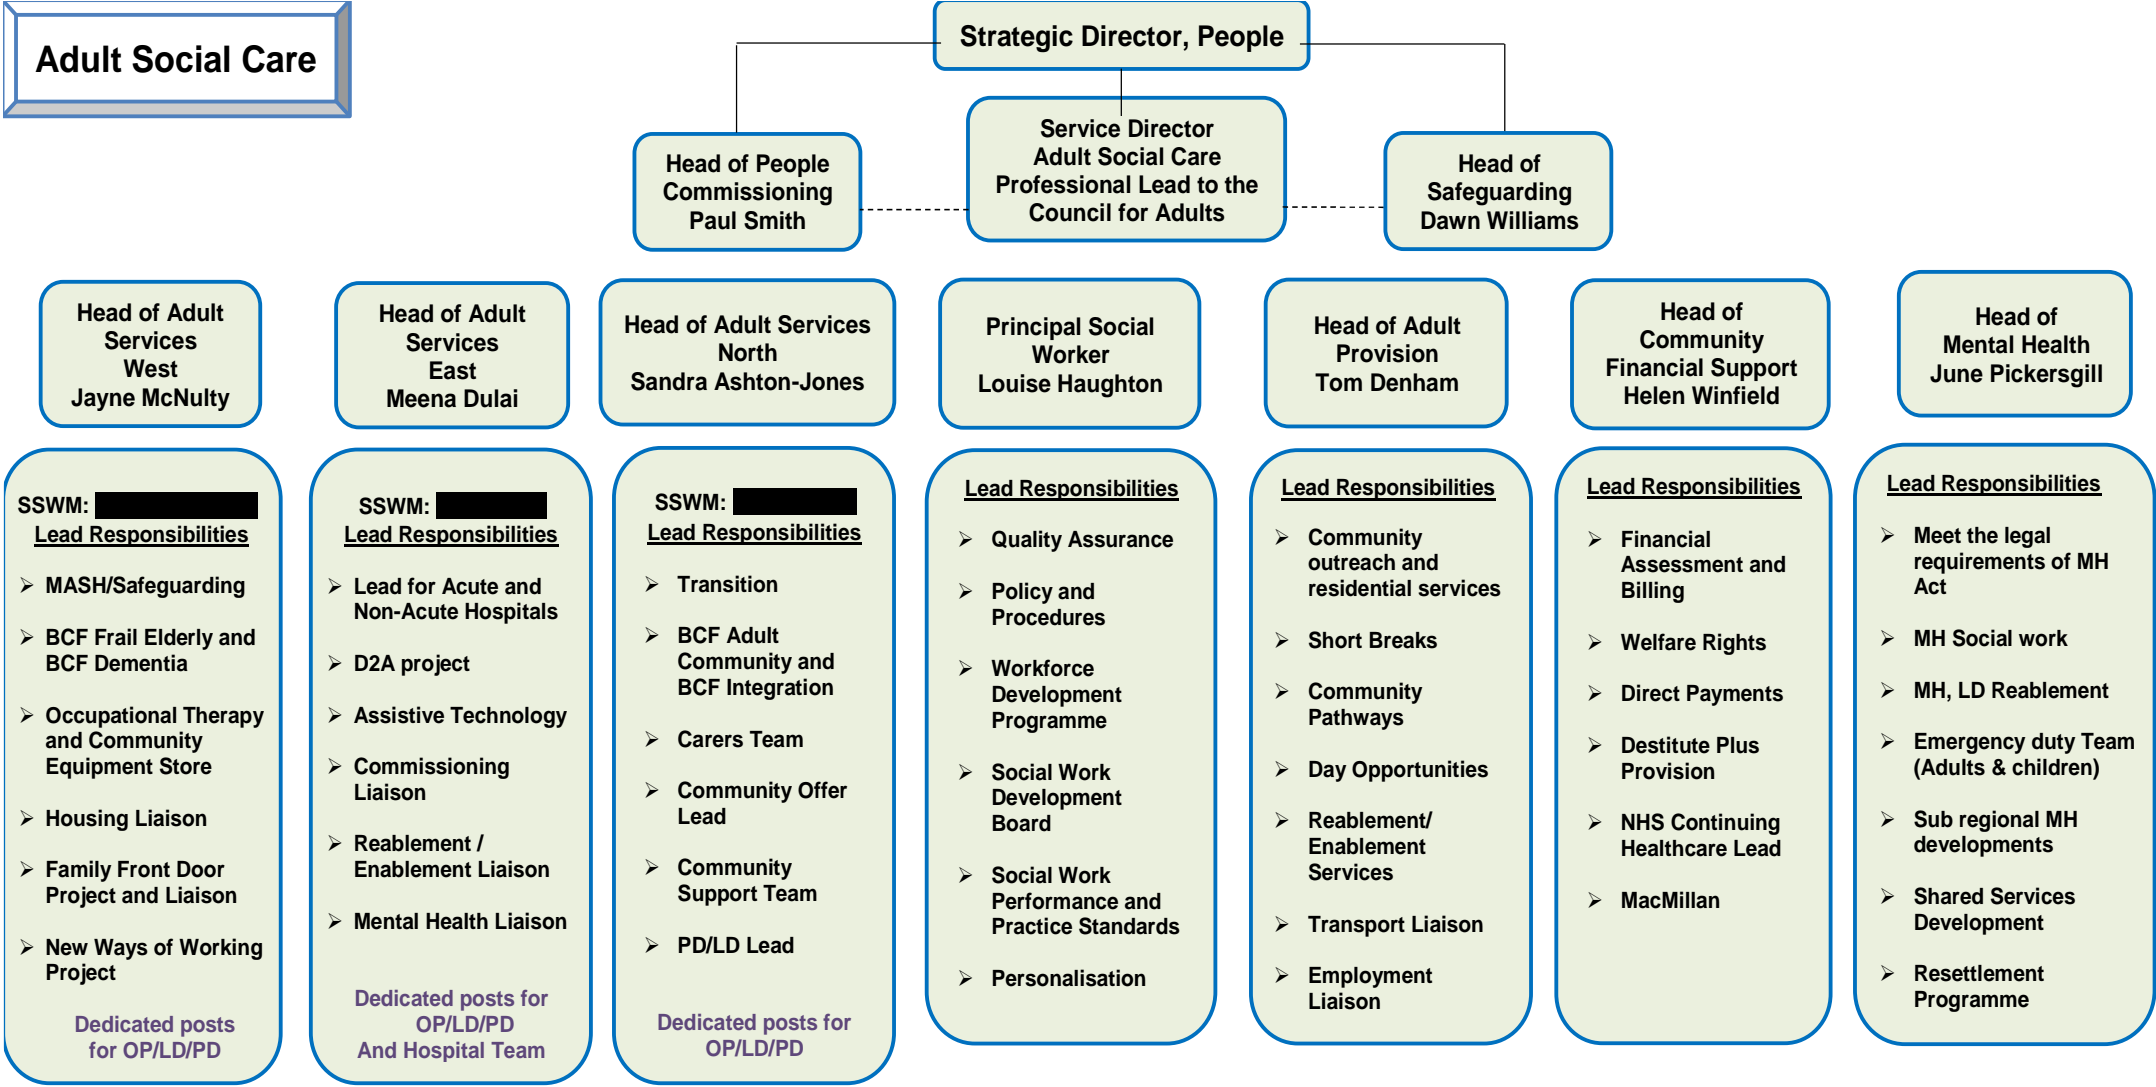 Adult Social Care
Strategic Director, People
Head of People
Commissioning
Paul Smith
Service Director
Adult Social Care
Professional Lead to the
Council for Adults
Head of
Safeguarding
Dawn Williams
Head of Adult
Services
West
Jayne McNulty
Head of Adult
Services
East
Meena Dulai
Head of Adult Services
North
Sandra Ashton-Jones
Principal Social
Worker
Louise Haughton
Head of Adult
Provision
Tom Denham
Head of
Community
Financial Support
Helen Winfield
Head of
Mental Health
June Pickersgill
SSWM:
Lead Responsibilities
MASH/Safeguarding
BCF Frail Elderly and
BCF Dementia
Occupational Therapy
and Community
Equipment Store
Housing Liaison
Family Front Door
Project and Liaison
New Ways of Working
Project
Dedicated posts
for OP/LD/PD
SSWM:
Lead Responsibilities
Lead for Acute and
Non-Acute Hospitals
D2A project
Assistive Technology
Commissioning
Liaison
Reablement /
Enablement Liaison
Mental Health Liaison
Dedicated posts for
OP/LD/PD
And Hospital Team
SSWM:
Lead Responsibilities
Transition
BCF Adult
Community and
BCF Integration
Carers Team
Community Offer
Lead
Community
Support Team
PD/LD Lead
Dedicated posts for
OP/LD/PD
Lead Responsibilities
Quality Assurance
Policy and
Procedures
Workforce
Development
Programme
Social Work
Development
Board
Social Work
Performance and
Practice Standards
Personalisation
Lead Responsibilities
Community
outreach and
residential services
Short Breaks
Community
Pathways
Day Opportunities
Reablement/
Enablement
Services
Transport Liaison
Employment
Liaison
Lead Responsibilities
Financial
Assessment and
Billing
Welfare Rights
Direct Payments
Destitute Plus
Provision
NHS Continuing
Healthcare Lead
MacMillan
Lead Responsibilities
Meet the legal
requirements of MH
Act
MH Social work
MH, LD Reablement
Emergency duty Team
(Adults & children)
Sub regional MH
developments
Shared Services
Development
Resettlement
Programme